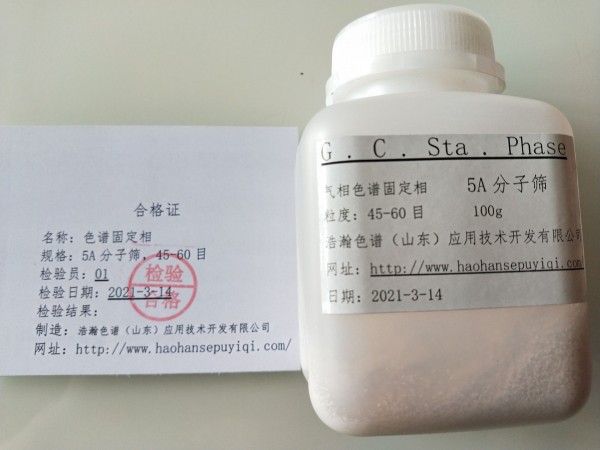 合格证
名称: 色谱固定相
规格: 5A分子筛, 45-60目
检验员: 01
检验日期: 2021-3-14
检验结果:
制造: 浩瀚色谱（山东）应用技术开发有限公司
网址: http://www.haohansepuyiqi.com/
检验
合格
G . C . Sta . Phase
气相色谱固定相 5A分子筛
粒度: 45-60目 100g
浩瀚色谱（山东）应用技术开发有限公
网址: http://www.haohansepuyiqi.co
日期: 2021-3-14